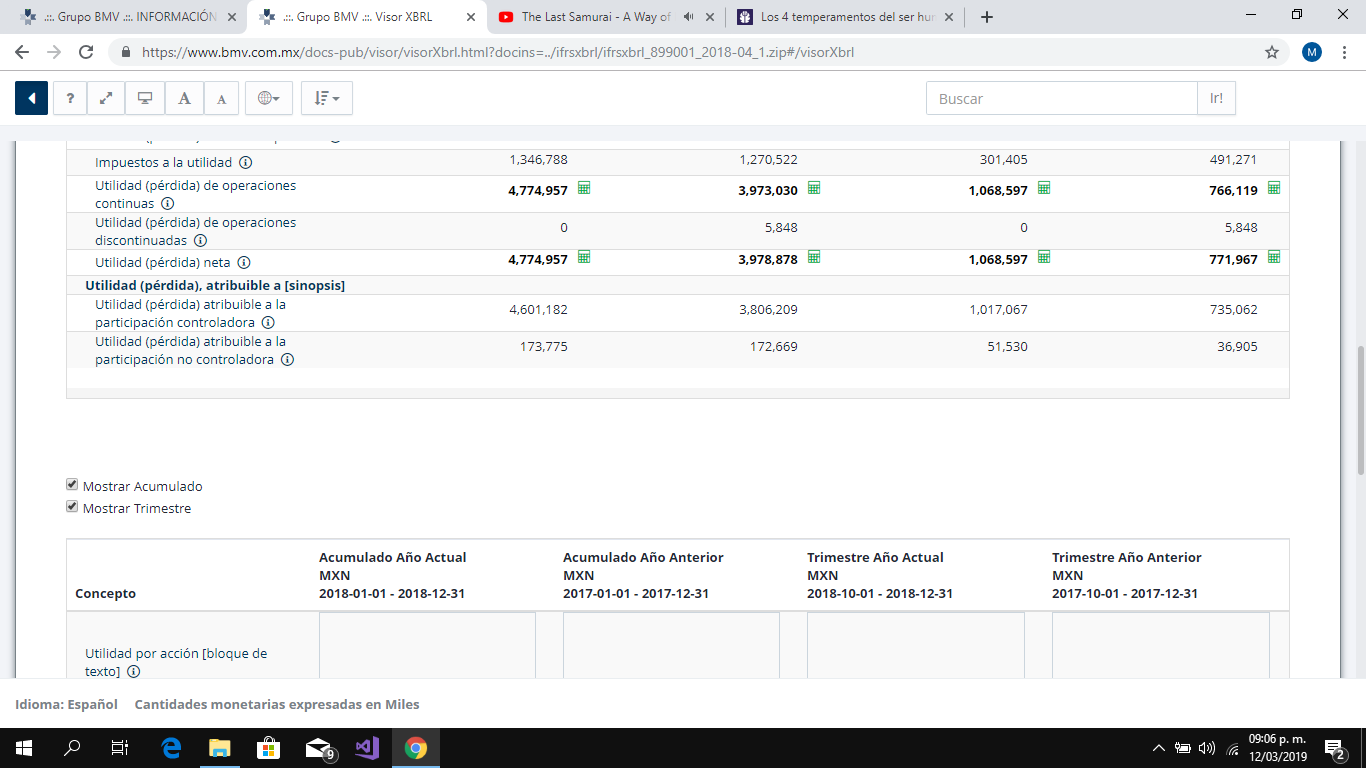 .::. Grupo BMV .::. INFORMACIÓN
.::. Grupo BMV .::. Visor XBRL
The Last Samurai - A Way of
Los 4 temperamentos del ser hu
https://www.bmv.com.mx/docs-pub/visor/visorXbrl.html?docins=../ifrsxbrl/ifrsxbrl_899001_2018-04_1.zip#/visorXbrl
M
? A A Buscar Ir!
Impuestos a la utilidad 1,346,788 1,270,522 301,405 491,271
Utilidad (pérdida) de operaciones
continuas 4,774,957 3,973,030 1,068,597 766,119
Utilidad (pérdida) de operaciones
discontinuadas 0 5,848 0 5,848
Utilidad (pérdida) neta 4,774,957 3,978,878 1,068,597 771,967
Utilidad (pérdida), atribuible a [sinopsis]
Utilidad (pérdida) atribuible a la
participación controladora 4,601,182 3,806,209 1,017,067 735,062
Utilidad (pérdida) atribuible a la
participación no controladora 173,775 172,669 51,530 36,905
Mostrar Acumulado
Mostrar Trimestre
Acumulado Año Actual Acumulado Año Anterior Trimestre Año Actual Trimestre Año Anterior
MXN MXN MXN MXN
Concepto 2018-01-01 - 2018-12-31 2017-01-01 - 2017-12-31 2018-10-01 - 2018-12-31 2017-10-01 - 2017-12-31
Utilidad por acción [bloque de
texto]
Idioma: Español Cantidades monetarias expresadas en Miles
9
09:06 p. m.
12/03/2019
2